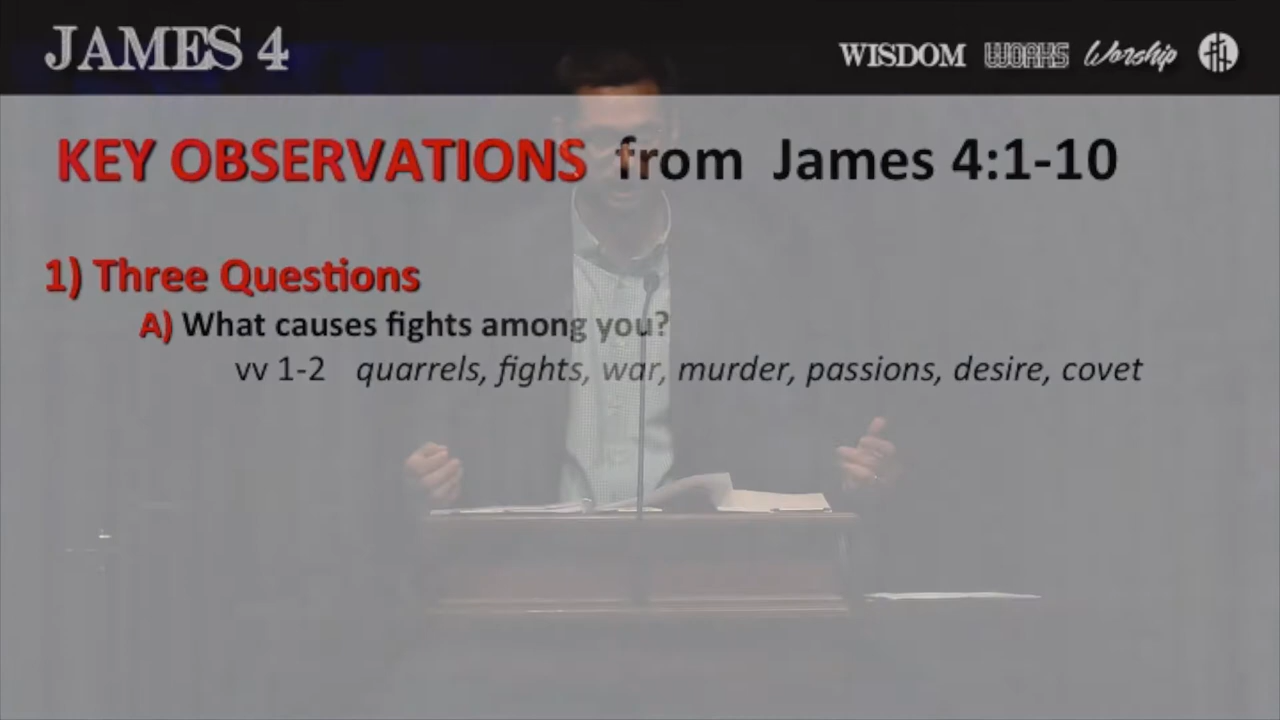 JAMES 4 WISDOM WORKS Worship
KEY OBSERVATIONS from James 4:1-10
1) Three Questions
A) What causes fights among you?
vv 1-2 quarrels, fights, war, murder, passions, desire, covet